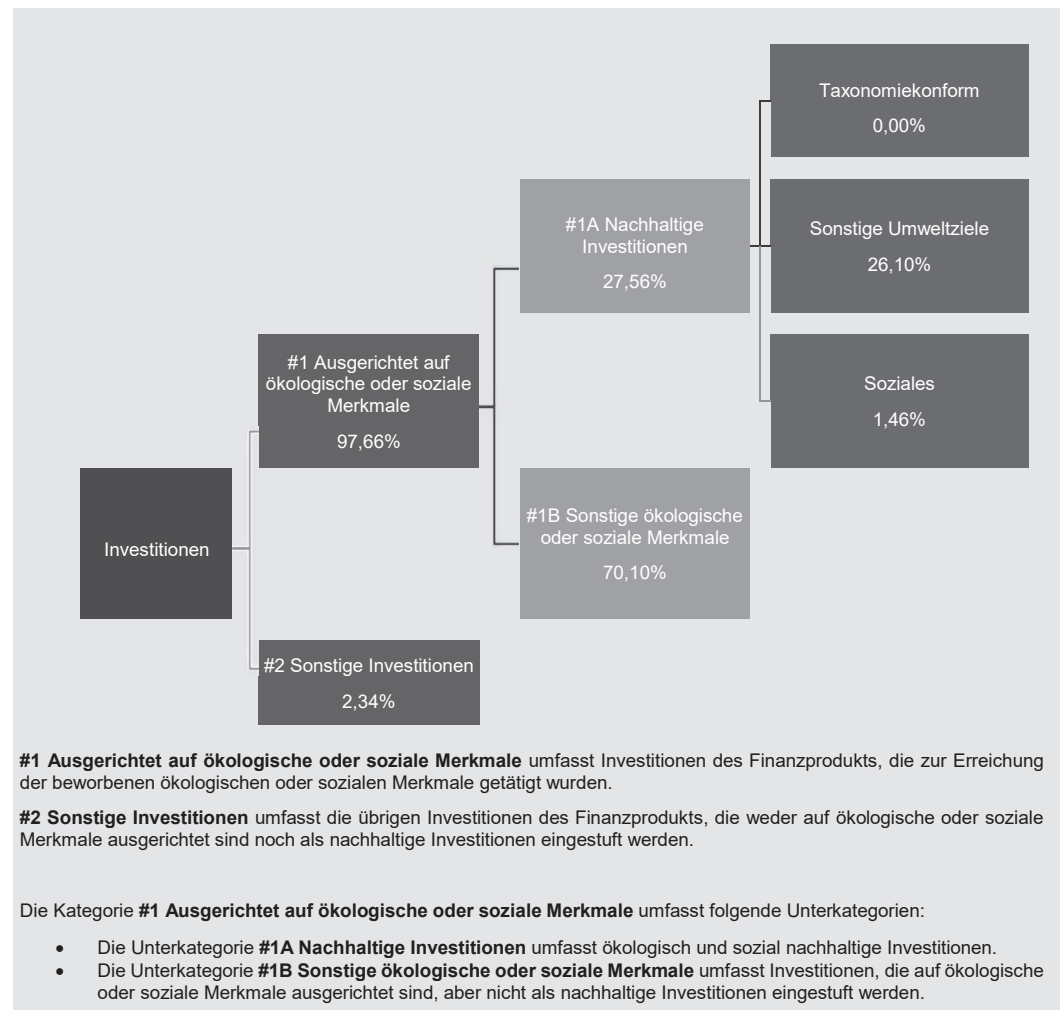 Taxonomiekonform
0,00%
#1A Nachhaltige
Investitionen
27,56%
Sonstige Umweltziele
26,10%
#1 Ausgerichtet auf
ökologische oder soziale
Merkmale
97,66%
Soziales
1,46%
Investitionen
#1B Sonstige ökologische
oder soziale Merkmale
70,10%
#2 Sonstige Investitionen
2,34%
#1 Ausgerichtet auf ökologische oder soziale Merkmale umfasst Investitionen des Finanzprodukts, die zur Erreichung
der beworbenen ökologischen oder sozialen Merkmale getätigt wurden.
#2 Sonstige Investitionen umfasst die übrigen Investitionen des Finanzprodukts, die weder auf ökologische oder soziale
Merkmale ausgerichtet sind noch als nachhaltige Investitionen eingestuft werden.
Die Kategorie #1 Ausgerichtet auf ökologische oder soziale Merkmale umfasst folgende Unterkategorien:
• Die Unterkategorie #1A Nachhaltige Investitionen umfasst ökologisch und sozial nachhaltige Investitionen.
• Die Unterkategorie #1B Sonstige ökologische oder soziale Merkmale umfasst Investitionen, die auf ökologische
oder soziale Merkmale ausgerichtet sind, aber nicht als nachhaltige Investitionen eingestuft werden.